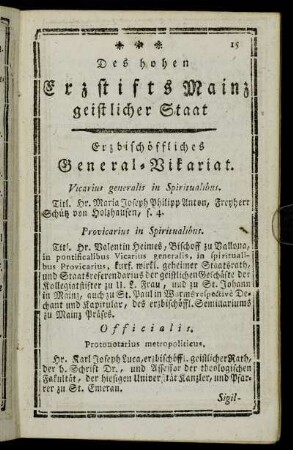 *** 15
Des hohen
Erzstifts Mainz
geistlicher Staat
Erzbischöffliches
General-Vikariat.
Vicarius generalis in Spiritualibus.
Titl. Hr. Maria Joseph Philipp Anton, Freyherr
Schütz von Holzhausen, s. 4.
Provicarius in Spiritualibus.
Titl. Hr. Valentin Heimes, Bischoff zu Vallona,
in pontificalibus Vicarius generalis, in spirituali-
bus Provicarius, kurf. wirkl. geheimer Staatsrath,
und Staatsreferendarius der geistlichen Geschäfte der
Kollegiatstifter zu U. L. Frau, und zu St. Johann
in Mainz, auch zu St. Paul in Worms respective De-
chant und Kapitular, des erzbischöffl. Seminariums
zu Mainz Präses.
Officialis.
Protonotarius metropoliticus.
Hr. Karl Joseph Luca, erzbischöffl. geistlicher Rath,
der h. Schrift Dr., und Assessor der theologischen
Fakultät, der hiesigen Universität Kanzler, und Pfar-
rer zu St. Emeran.
Sigil-